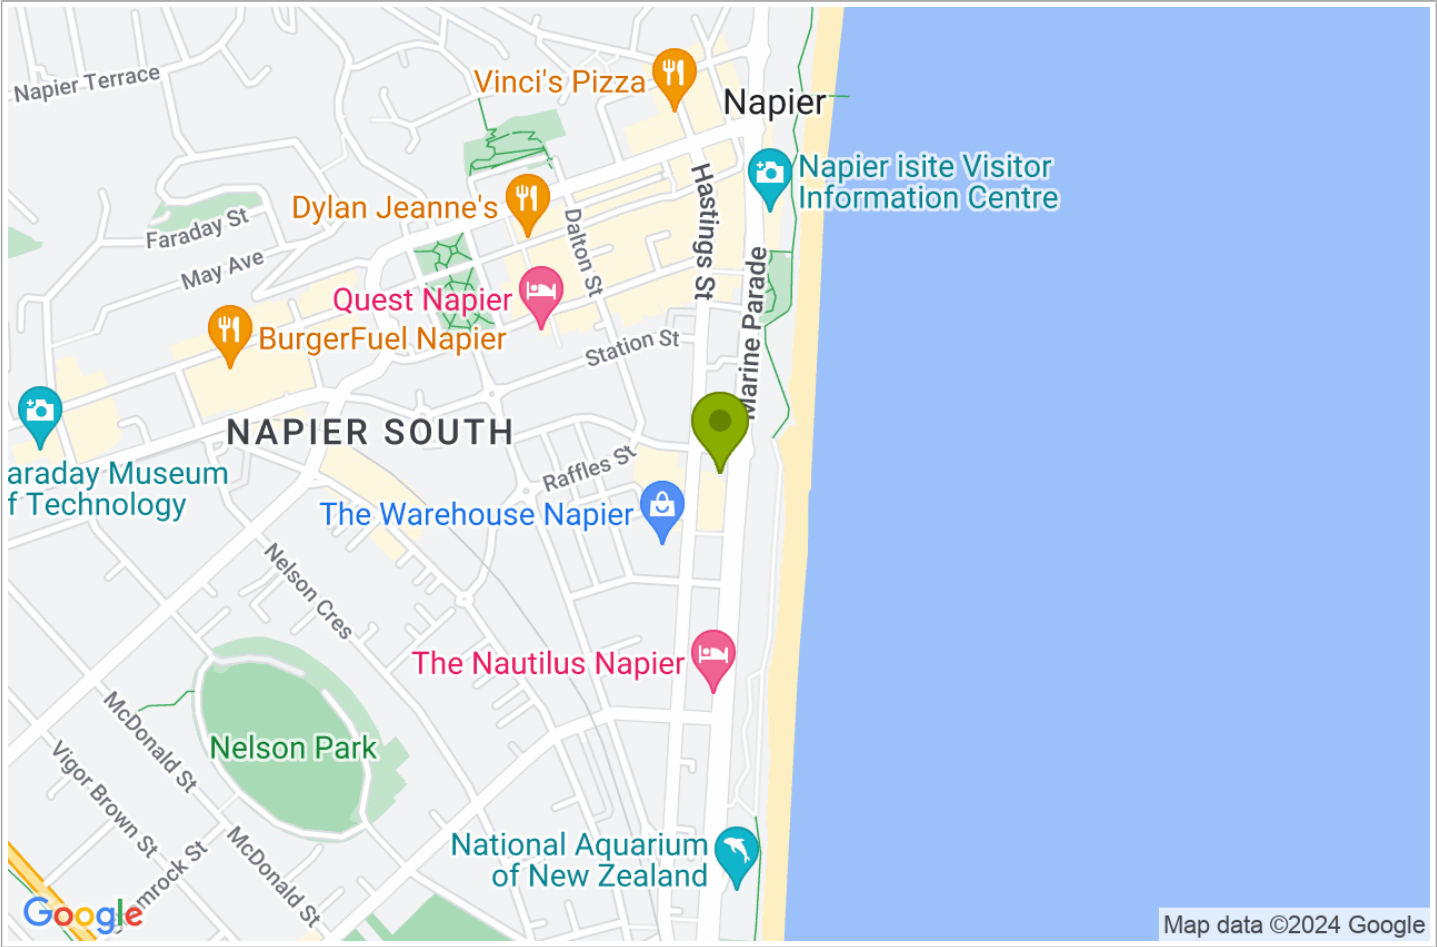 Napier Terrace
Vinci's Pizza
Napier
Napier isite Visitor
Information Centre
Hastings St
Dylan Jeanne's
Dalton St
Faraday St
May Ave
Marine Parade
Quest Napier
BurgerFuel Napier
Station St
NAPIER SOUTH
Raffles St
araday Museum
f Technology
The Warehouse Napier
Nelson Cres
The Nautilus Napier
McDonald St
Nelson Park
Vigor Brown St
McDonald St
mrock St
National Aquarium
of New Zealand
Google
Map data ©2024 Google